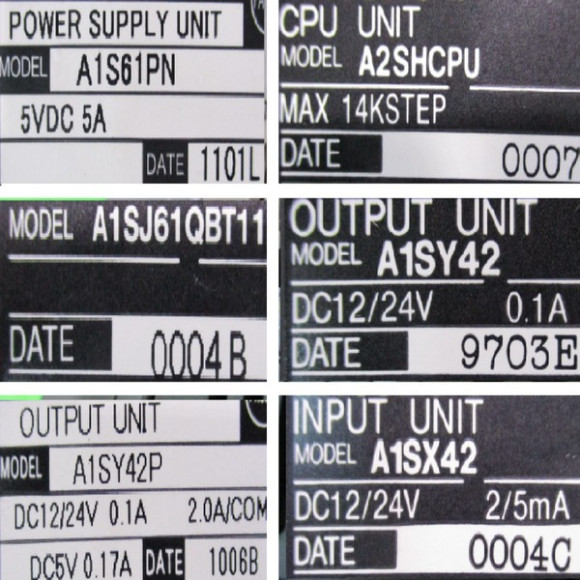 POWER SUPPLY UNIT
MODEL A1S61PN
5VDC 5A
DATE 1101L
CPU UNIT
MODEL A2SHCPU
MAX 14KSTEP
DATE 0007
MODEL A1SJ61QBT11
DATE 0004B
OUTPUT UNIT
MODEL A1SY42
DC12/24V 0.1A
DATE 9703E
OUTPUT UNIT
MODEL A1SY42P
DC12/24V 0.1A 2.0A/COM
DC5V 0.17A DATE 1006B
INPUT UNIT
MODEL A1SX42
DC12/24V 2/5mA
DATE 0004C